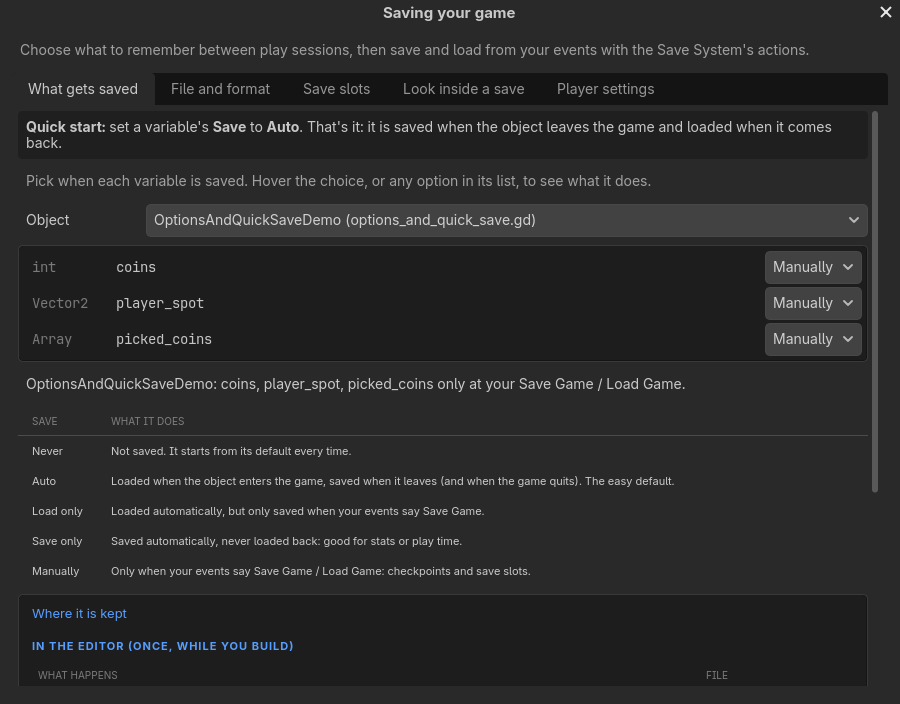 Saving your game
Choose what to remember between play sessions, then save and load from your events with the Save System's actions.
What gets saved File and format Save slots Look inside a save Player settings
Quick start: set a variable's Save to Auto. That's it: it is saved when the object leaves the game and loaded when it comes
back.
Pick when each variable is saved. Hover the choice, or any option in its list, to see what it does.
Object OptionsAndQuickSaveDemo (options_and_quick_save.gd)
int coins Manually
Vector2 player_spot Manually
Array picked_coins Manually
OptionsAndQuickSaveDemo: coins, player_spot, picked_coins only at your Save Game / Load Game.
SAVE WHAT IT DOES
Never Not saved. It starts from its default every time.
Auto Loaded when the object enters the game, saved when it leaves (and when the game quits). The easy default.
Load only Loaded automatically, but only saved when your events say Save Game.
Save only Saved automatically, never loaded back: good for stats or play time.
Manually Only when your events say Save Game / Load Game: checkpoints and save slots.
Where it is kept
IN THE EDITOR (ONCE, WHILE YOU BUILD)
WHAT HAPPENS FILE